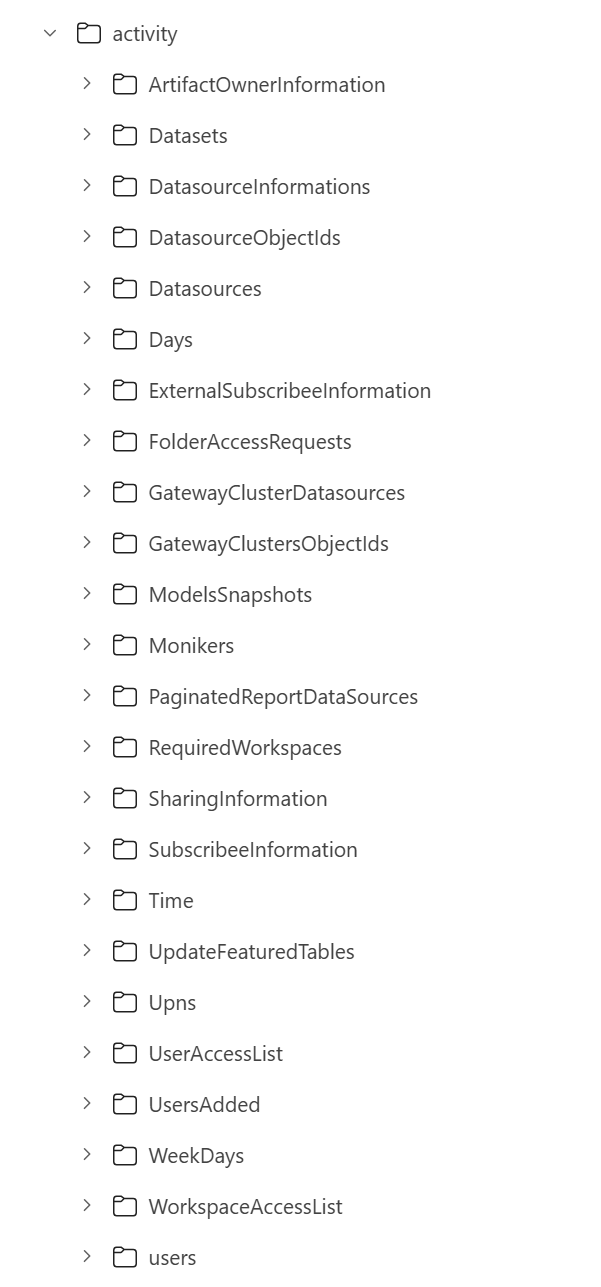 activity
ArtifactOwnerInformation
Datasets
DatasourceInformations
DatasourceObjectIds
Datasources
Days
ExternalSubscribeeInformation
FolderAccessRequests
GatewayClusterDatasources
GatewayClustersObjectIds
ModelsSnapshots
Monikers
PaginatedReportDataSources
RequiredWorkspaces
SharingInformation
SubscribeeInformation
Time
UpdateFeaturedTables
Upns
UserAccessList
UsersAdded
WeekDays
WorkspaceAccessList
users